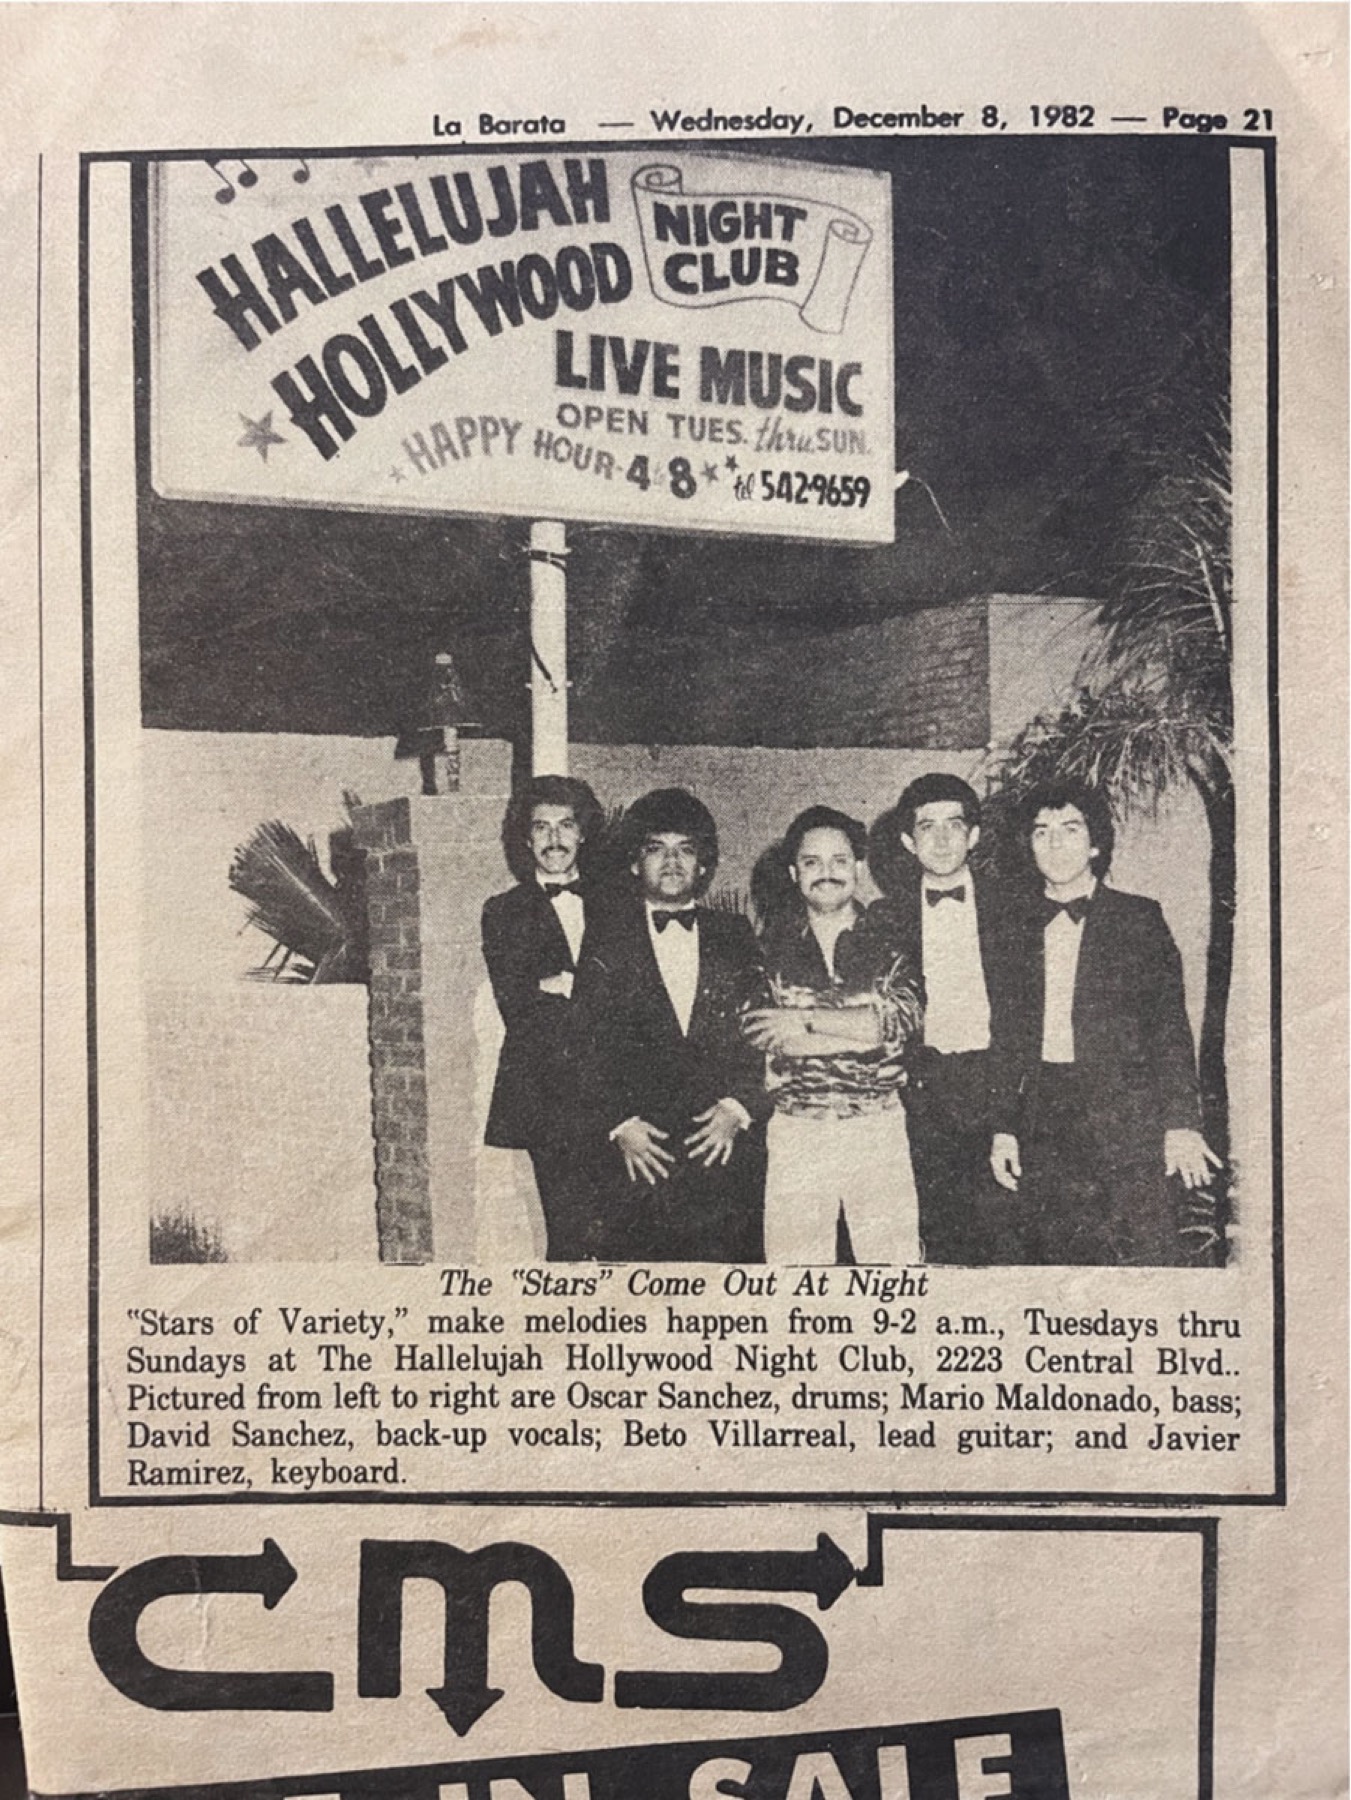 La Barata — Wednesday, December 8, 1982 — Page 21
HALLELUJAH
HOLLYWOOD
NIGHT
CLUB
LIVE MUSIC
OPEN TUES. thru SUN.
HAPPY HOUR-4 to 8
tel 542-9659
The "Stars" Come Out At Night
"Stars of Variety," make melodies happen from 9-2 a.m., Tuesdays thru
Sundays at The Hallelujah Hollywood Night Club, 2223 Central Blvd..
Pictured from left to right are Oscar Sanchez, drums; Mario Maldonado, bass;
David Sanchez, back-up vocals; Beto Villarreal, lead guitar; and Javier
Ramirez, keyboard.
cms
IN SALE